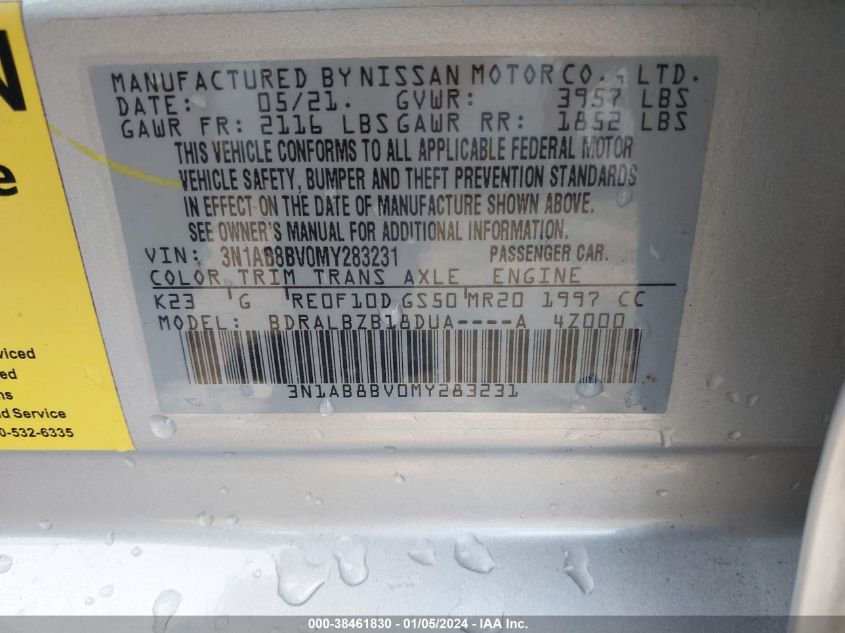 N
e
viced
ed
ns
d Service
0-532-6335
MANUFACTURED BY NISSAN MOTOR CO., LTD.
DATE: 05/21. GVWR: 3957 LBS
GAWR FR: 2116 LBS GAWR RR: 1852 LBS
THIS VEHICLE CONFORMS TO ALL APPLICABLE FEDERAL MOTOR
VEHICLE SAFETY, BUMPER AND THEFT PREVENTION STANDARDS
IN EFFECT ON THE DATE OF MANUFACTURE SHOWN ABOVE.
SEE OWNER'S MANUAL FOR ADDITIONAL INFORMATION.
VIN: 3N1AB8BV0MY283231 PASSENGER CAR.
COLOR TRIM TRANS AXLE ENGINE
K23 G RE0F10D GS50 MR20 1997 CC
MODEL: BDRALBZB18DUA----A 4Z000
3N1AB8BV0MY283231
000-38461830 - 01/05/2024 - IAA Inc.